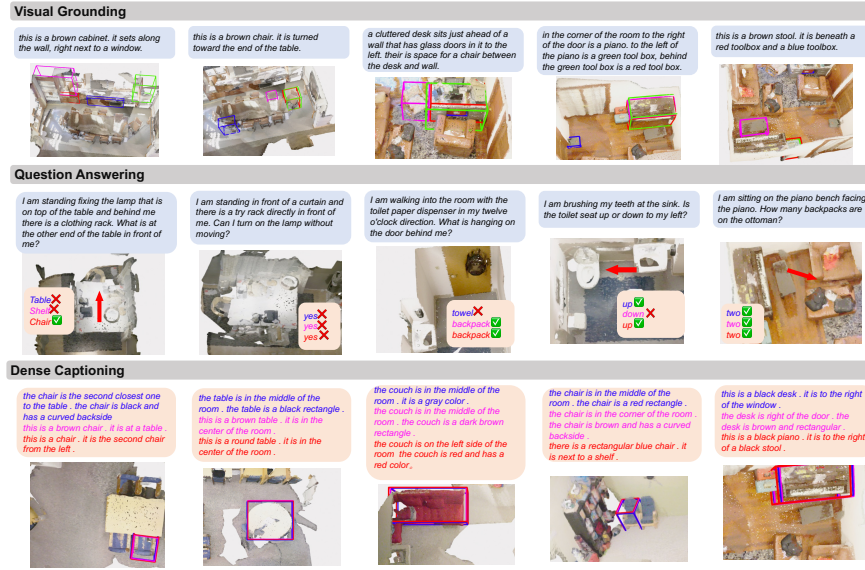 Visual Grounding
this is a brown cabinet. it sets along
the wall, right next to a window.
this is a brown chair. it is turned
toward the end of the table.
a cluttered desk sits just ahead of a
wall that has glass doors in it to the
left. their is space for a chair between
the desk and wall.
in the corner of the room to the right
of the door is a piano. to the left of
the piano is a green tool box, behind
the green tool box is a red tool box.
this is a brown stool. it is beneath a
red toolbox and a blue toolbox.
Question Answering
I am standing fixing the lamp that is
on top of the table and behind me
there is a clothing rack. What is at
the other end of the table in front of
me?
I am standing in front of a curtain and
there is a try rack directly in front of
me. Can I turn on the lamp without
moving?
I am walking into the room with the
toilet paper dispenser in my twelve
o'clock direction. What is hanging on
the door behind me?
I am brushing my teeth at the sink. Is
the toilet seat up or down to my left?
I am sitting on the piano bench facing
the piano. How many backpacks are
on the ottoman?
Table
Shelf
Chair
yes
yes
yes
towel
backpack
backpack
up
down
up
two
two
two
Dense Captioning
the chair is the second closest one
to the table . the chair is black and
has a curved backside
this is a brown chair . it is at a table .
this is a chair . it is the second chair
from the left .
the table is in the middle of the
room . the table is a black rectangle .
this is a brown table . it is in the
center of the room .
this is a round table . it is in the
center of the room .
the couch is in the middle of the
room . it is a gray color .
the couch is in the middle of the
room . the couch is a dark brown
rectangle .
the couch is on the left side of the
room the couch is red and has a
red color,
the chair is in the middle of the
room . the chair is a red rectangle .
the chair is in the corner of the room .
the chair is brown and has a curved
backside .
there is a rectangular blue chair . it
is next to a shelf .
this is a black desk . it is to the right
of the window .
the desk is right of the door . the
desk is brown and rectangular .
this is a black piano . it is to the right
of a black stool .